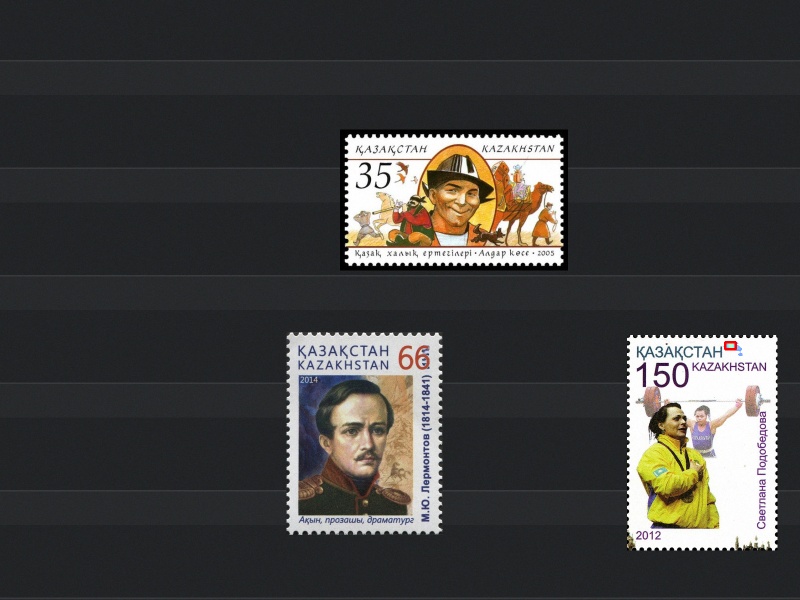 ҚАЗАҚСТАН KAZAKHSTAN
35
Қазақ халық ертегілері · Алдар көсе · 2005
ҚАЗАҚСТАН 66
KAZAKHSTAN
2014
М.Ю. Лермонтов (1814-1841)
Ақын, прозашы, драматург
ҚАЗАҚСТАН
150 KAZAKHSTAN
Светлана Подобедова
2012